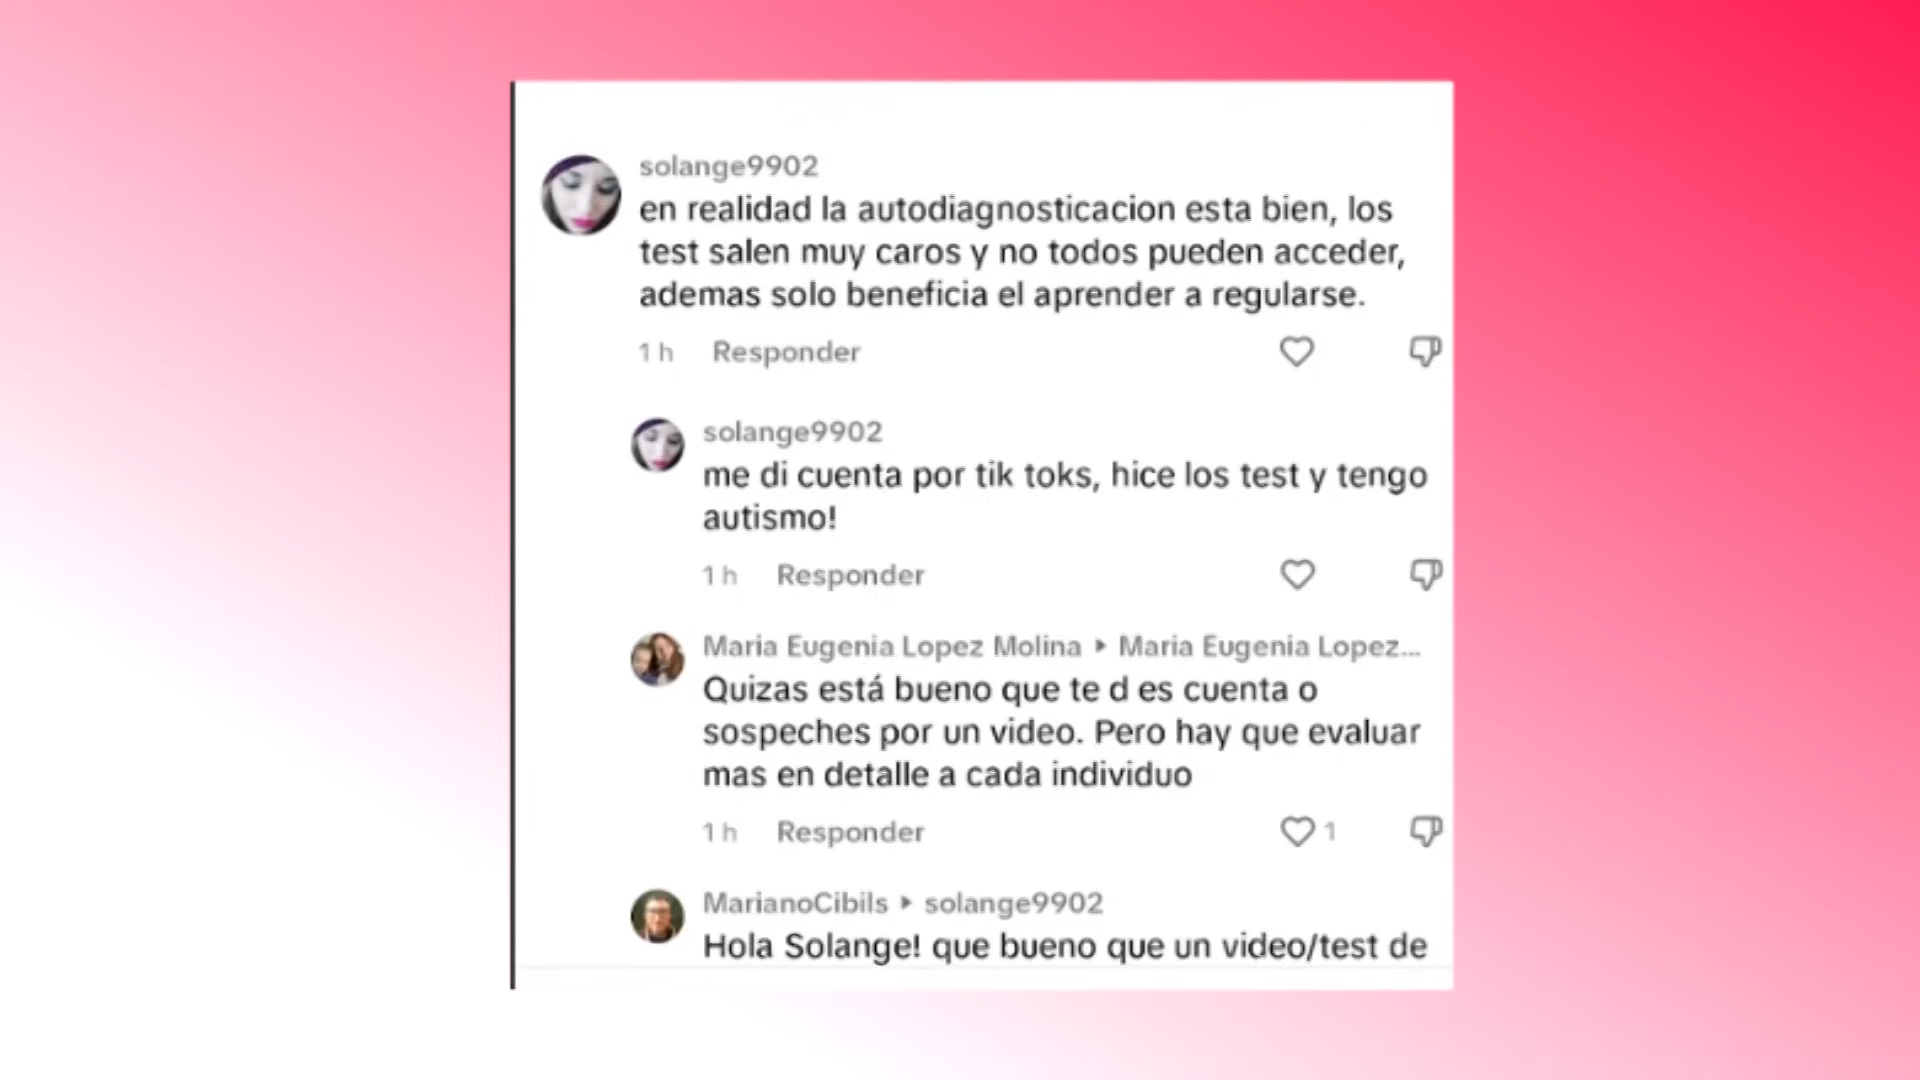 solange9902
en realidad la autodiagnosticacion esta bien, los
test salen muy caros y no todos pueden acceder,
ademas solo beneficia el aprender a regularse.
1 h Responder
solange9902
me di cuenta por tik toks, hice los test y tengo
autismo!
1 h Responder
Maria Eugenia Lopez Molina ▸ Maria Eugenia Lopez...
Quizas está bueno que te d es cuenta o
sospeches por un video. Pero hay que evaluar
mas en detalle a cada individuo
1 h Responder 1
MarianoCibils ▸ solange9902
Hola Solange! que bueno que un video/test de